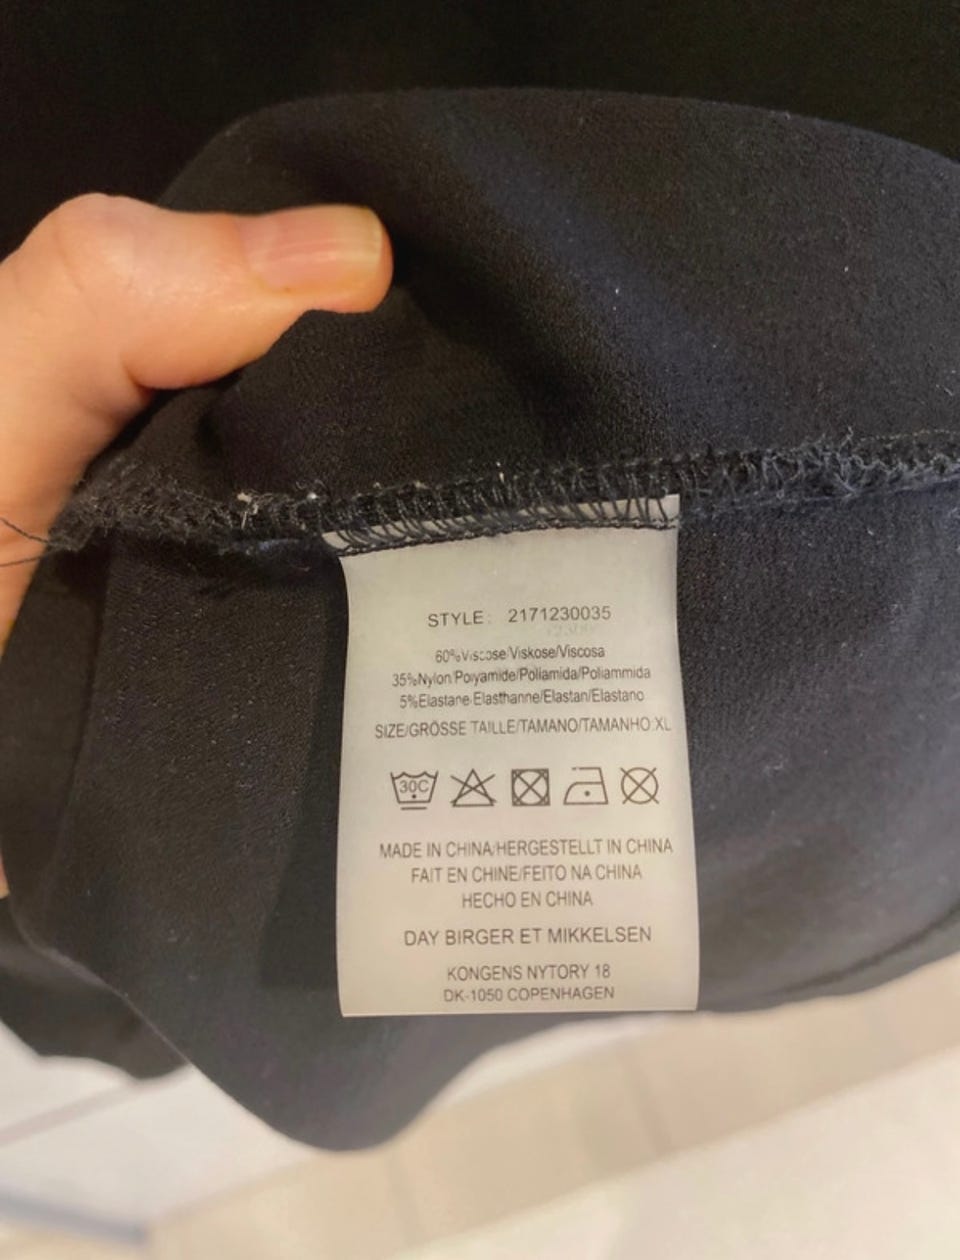 STYLE: 2171230035
60%Viscose/Viskose/Viscosa
35%Nylon/Polyamide/Poliamida/Poliammida
5%Elastane Elasthanne/Elastan/Elastano
SIZE/GRÖSSE TAILLE/TAMANO/TAMANHO:XL
30C
MADE IN CHINA/HERGESTELLT IN CHINA
FAIT EN CHINE/FEITO NA CHINA
HECHO EN CHINA
DAY BIRGER ET MIKKELSEN
KONGENS NYTORY 18
DK-1050 COPENHAGEN